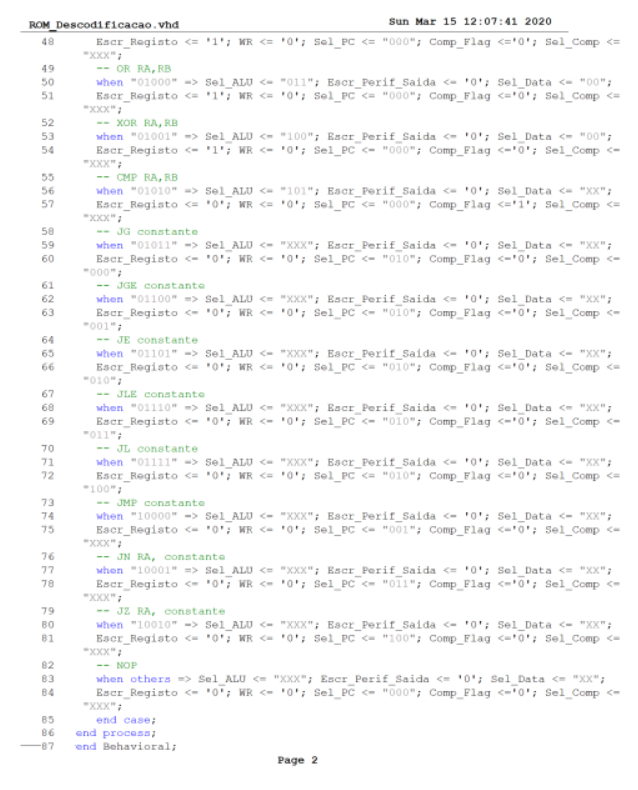 ROM_Descodificacao.vhd Sun Mar 15 12:07:41 2020
48 Escr_Registo <= '1'; WR <= '0'; Sel_PC <= "000"; Comp_Flag <='0'; Sel_Comp <=
"XXX";
49 -- OR RA,RB
50 when "01000" => Sel_ALU <= "011"; Escr_Perif_Saida <= '0'; Sel_Data <= "00";
51 Escr_Registo <= '1'; WR <= '0'; Sel_PC <= "000"; Comp_Flag <='0'; Sel_Comp <=
"XXX";
52 -- XOR RA,RB
53 when "01001" => Sel_ALU <= "100"; Escr_Perif_Saida <= '0'; Sel_Data <= "00";
54 Escr_Registo <= '1'; WR <= '0'; Sel_PC <= "000"; Comp_Flag <='0'; Sel_Comp <=
"XXX";
55 -- CMP RA,RB
56 when "01010" => Sel_ALU <= "101"; Escr_Perif_Saida <= '0'; Sel_Data <= "XX";
57 Escr_Registo <= '0'; WR <= '0'; Sel_PC <= "000"; Comp_Flag <='1'; Sel_Comp <=
"XXX";
58 -- JG constante
59 when "01011" => Sel_ALU <= "XXX"; Escr_Perif_Saida <= '0'; Sel_Data <= "XX";
60 Escr_Registo <= '0'; WR <= '0'; Sel_PC <= "010"; Comp_Flag <='0'; Sel_Comp <=
"000";
61 -- JGE constante
62 when "01100" => Sel_ALU <= "XXX"; Escr_Perif_Saida <= '0'; Sel_Data <= "XX";
63 Escr_Registo <= '0'; WR <= '0'; Sel_PC <= "010"; Comp_Flag <='0'; Sel_Comp <=
"001";
64 -- JE constante
65 when "01101" => Sel_ALU <= "XXX"; Escr_Perif_Saida <= '0'; Sel_Data <= "XX";
66 Escr_Registo <= '0'; WR <= '0'; Sel_PC <= "010"; Comp_Flag <='0'; Sel_Comp <=
"010";
67 -- JLE constante
68 when "01110" => Sel_ALU <= "XXX"; Escr_Perif_Saida <= '0'; Sel_Data <= "XX";
69 Escr_Registo <= '0'; WR <= '0'; Sel_PC <= "010"; Comp_Flag <='0'; Sel_Comp <=
"011";
70 -- JL constante
71 when "01111" => Sel_ALU <= "XXX"; Escr_Perif_Saida <= '0'; Sel_Data <= "XX";
72 Escr_Registo <= '0'; WR <= '0'; Sel_PC <= "010"; Comp_Flag <='0'; Sel_Comp <=
"100";
73 -- JMP constante
74 when "10000" => Sel_ALU <= "XXX"; Escr_Perif_Saida <= '0'; Sel_Data <= "XX";
75 Escr_Registo <= '0'; WR <= '0'; Sel_PC <= "001"; Comp_Flag <='0'; Sel_Comp <=
"XXX";
76 -- JN RA, constante
77 when "10001" => Sel_ALU <= "XXX"; Escr_Perif_Saida <= '0'; Sel_Data <= "XX";
78 Escr_Registo <= '0'; WR <= '0'; Sel_PC <= "011"; Comp_Flag <='0'; Sel_Comp <=
"XXX";
79 -- JZ RA, constante
80 when "10010" => Sel_ALU <= "XXX"; Escr_Perif_Saida <= '0'; Sel_Data <= "XX";
81 Escr_Registo <= '0'; WR <= '0'; Sel_PC <= "100"; Comp_Flag <='0'; Sel_Comp <=
"XXX";
82 -- NOP
83 when others => Sel_ALU <= "XXX"; Escr_Perif_Saida <= '0'; Sel_Data <= "XX";
84 Escr_Registo <= '0'; WR <= '0'; Sel_PC <= "000"; Comp_Flag <='0'; Sel_Comp <=
"XXX";
85 end case;
86 end process;
87 end Behavioral;
Page 2